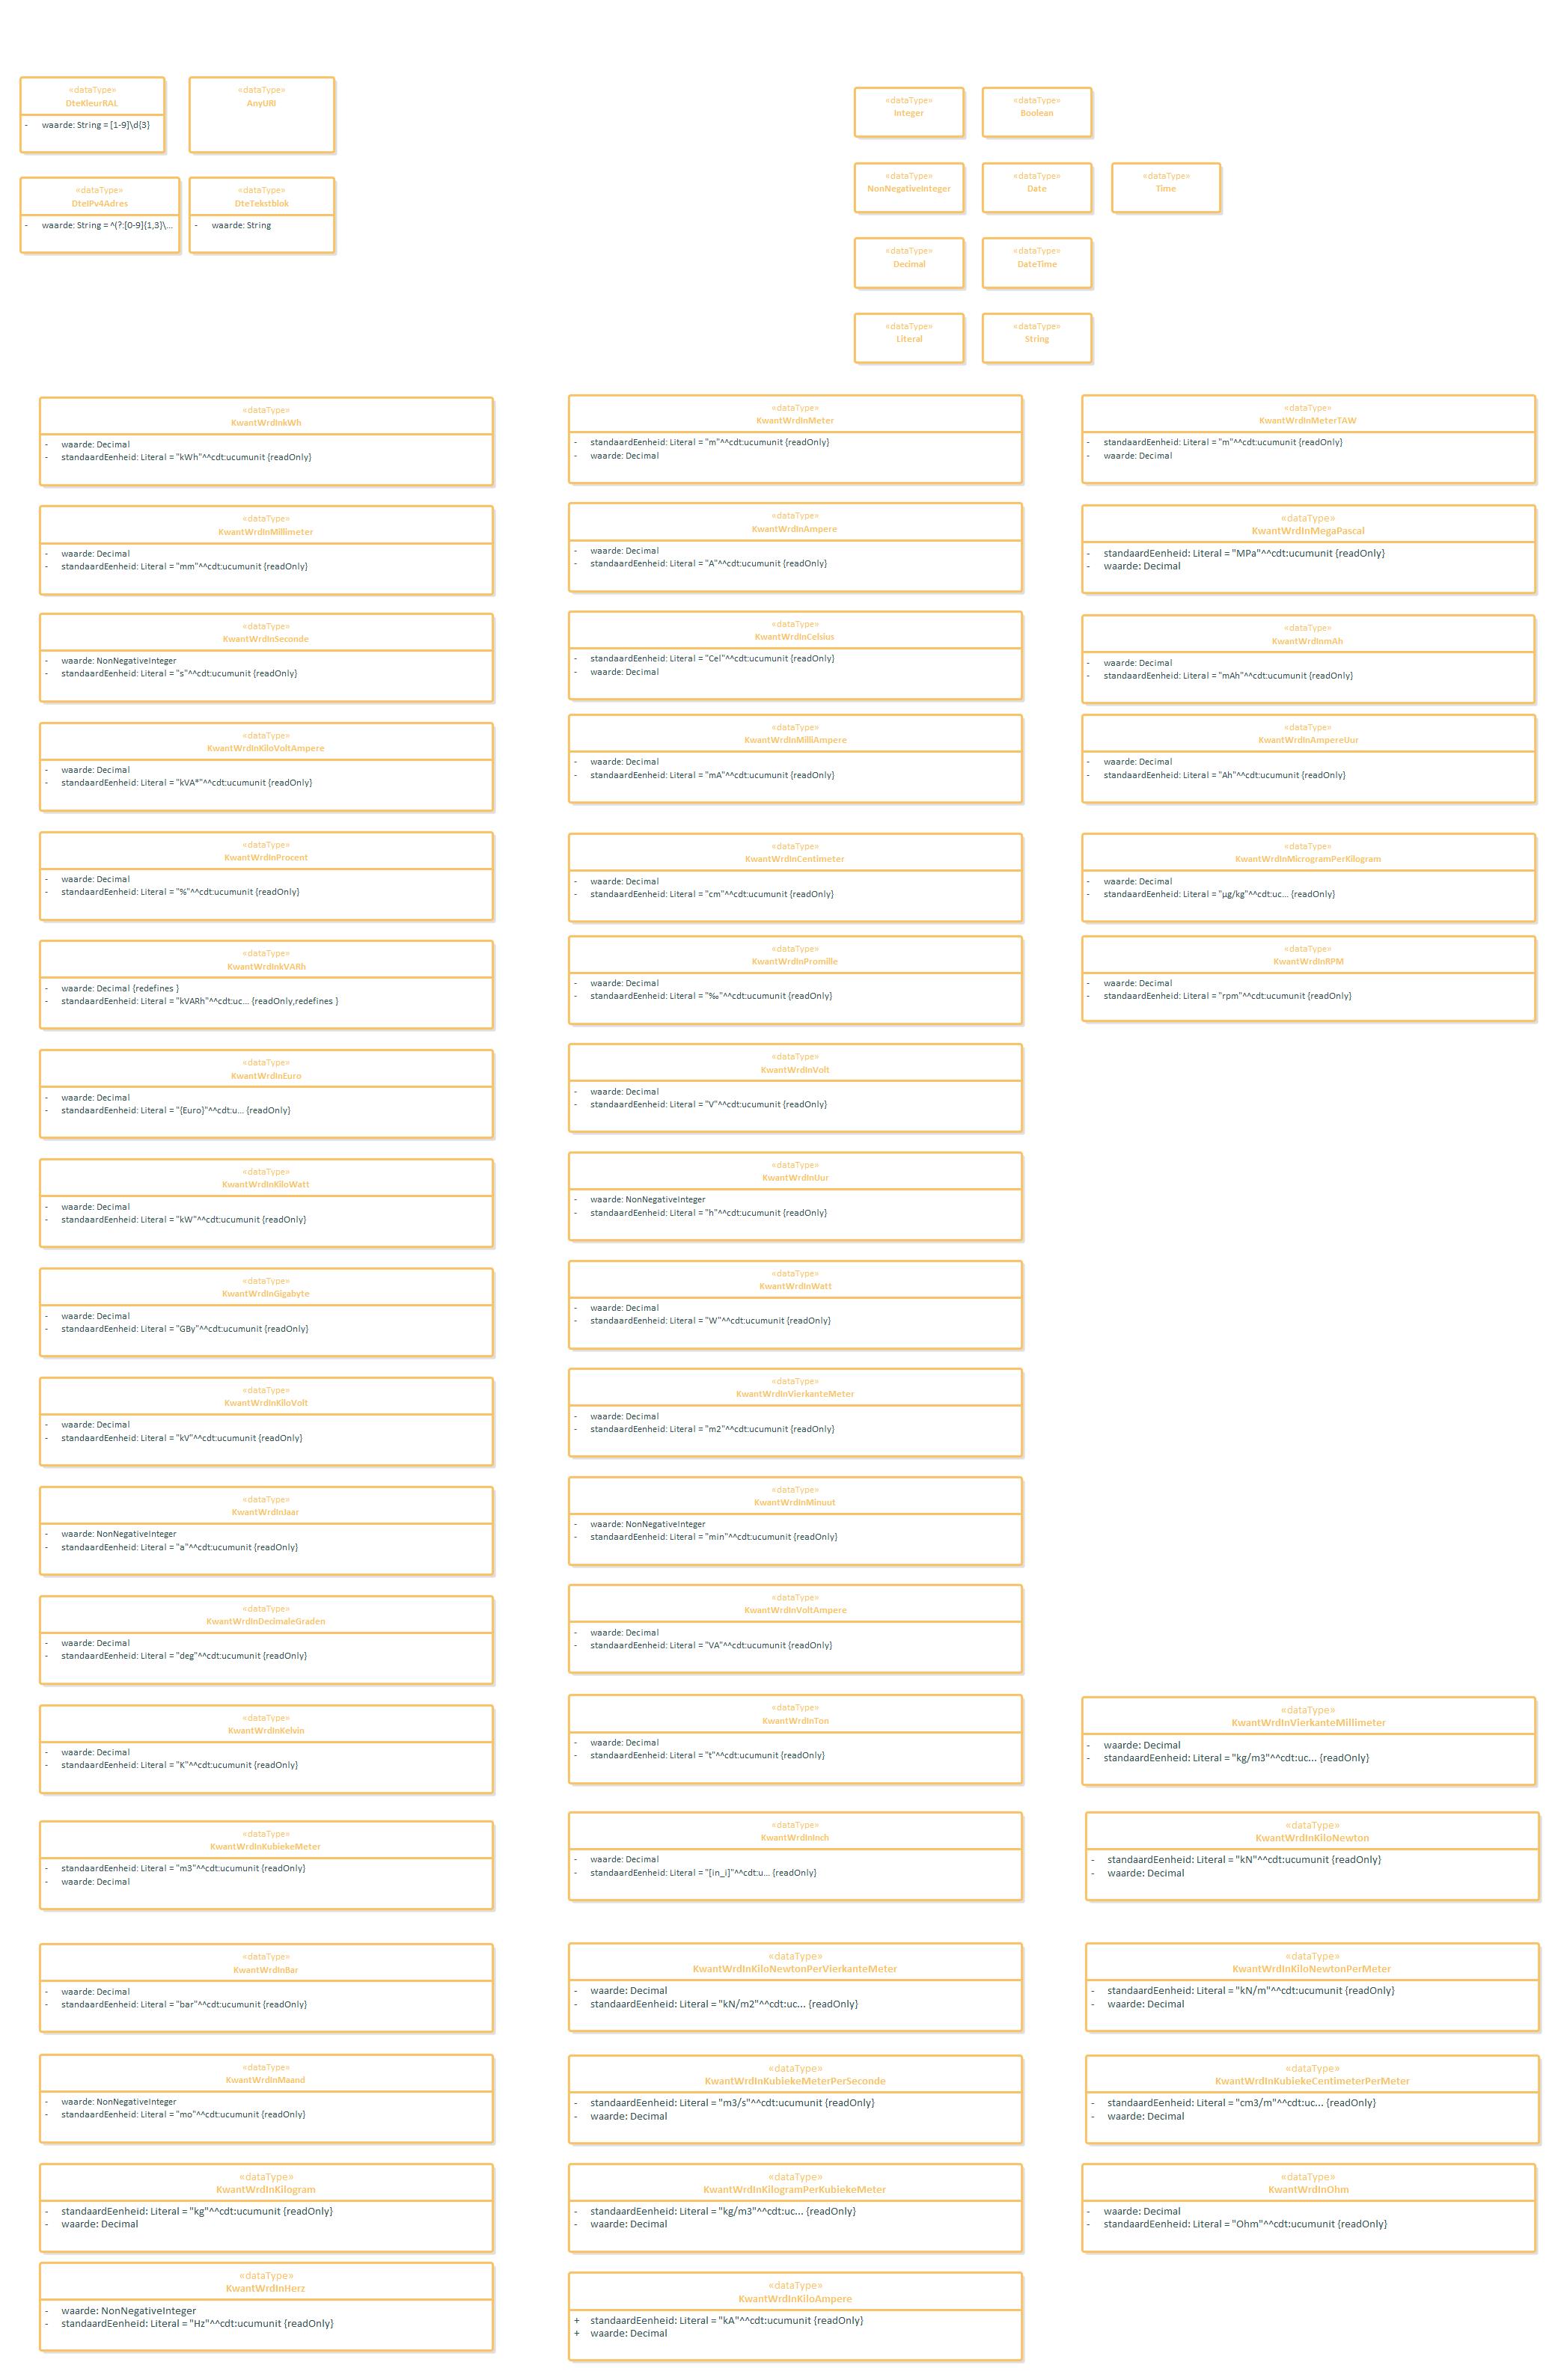 «dataType»
DteKleurRAL
- waarde: String = [1-9]\d{3}
«dataType»
AnyURI
«dataType»
DteIPv4Adres
- waarde: String = ^(?:[0-9]{1,3}\...
«dataType»
DteTekstblok
- waarde: String
«dataType»
Integer
«dataType»
Boolean
«dataType»
NonNegativeInteger
«dataType»
Date
«dataType»
Time
«dataType»
Decimal
«dataType»
DateTime
«dataType»
Literal
«dataType»
String
«dataType»
KwantWrdInkWh
- waarde: Decimal
- standaardEenheid: Literal = "kWh"^^cdt:ucumunit {readOnly}
«dataType»
KwantWrdInMeter
- standaardEenheid: Literal = "m"^^cdt:ucumunit {readOnly}
- waarde: Decimal
«dataType»
KwantWrdInMeterTAW
- standaardEenheid: Literal = "m"^^cdt:ucumunit {readOnly}
- waarde: Decimal
«dataType»
KwantWrdInMillimeter
- waarde: Decimal
- standaardEenheid: Literal = "mm"^^cdt:ucumunit {readOnly}
«dataType»
KwantWrdInAmpere
- waarde: Decimal
- standaardEenheid: Literal = "A"^^cdt:ucumunit {readOnly}
«dataType»
KwantWrdInMegaPascal
- standaardEenheid: Literal = "MPa"^^cdt:ucumunit {readOnly}
- waarde: Decimal
«dataType»
KwantWrdInSeconde
- waarde: NonNegativeInteger
- standaardEenheid: Literal = "s"^^cdt:ucumunit {readOnly}
«dataType»
KwantWrdInCelsius
- standaardEenheid: Literal = "Cel"^^cdt:ucumunit {readOnly}
- waarde: Decimal
«dataType»
KwantWrdInmAh
- waarde: Decimal
- standaardEenheid: Literal = "mAh"^^cdt:ucumunit {readOnly}
«dataType»
KwantWrdInKiloVoltAmpere
- waarde: Decimal
- standaardEenheid: Literal = "kVA*"^^cdt:ucumunit {readOnly}
«dataType»
KwantWrdInMilliAmpere
- waarde: Decimal
- standaardEenheid: Literal = "mA"^^cdt:ucumunit {readOnly}
«dataType»
KwantWrdInAmpereUur
- waarde: Decimal
- standaardEenheid: Literal = "Ah"^^cdt:ucumunit {readOnly}
«dataType»
KwantWrdInProcent
- waarde: Decimal
- standaardEenheid: Literal = "%"^^cdt:ucumunit {readOnly}
«dataType»
KwantWrdInCentimeter
- waarde: Decimal
- standaardEenheid: Literal = "cm"^^cdt:ucumunit {readOnly}
«dataType»
KwantWrdInMicrogramPerKilogram
- waarde: Decimal
- standaardEenheid: Literal = "µg/kg"^^cdt:uc... {readOnly}
«dataType»
KwantWrdInkVARh
- waarde: Decimal {redefines }
- standaardEenheid: Literal = "kVARh"^^cdt:uc... {readOnly,redefines }
«dataType»
KwantWrdInPromille
- waarde: Decimal
- standaardEenheid: Literal = "‰"^^cdt:ucumunit {readOnly}
«dataType»
KwantWrdInRPM
- waarde: Decimal
- standaardEenheid: Literal = "rpm"^^cdt:ucumunit {readOnly}
«dataType»
KwantWrdInEuro
- waarde: Decimal
- standaardEenheid: Literal = "{Euro}"^^cdt:u... {readOnly}
«dataType»
KwantWrdInVolt
- waarde: Decimal
- standaardEenheid: Literal = "V"^^cdt:ucumunit {readOnly}
«dataType»
KwantWrdInKiloWatt
- waarde: Decimal
- standaardEenheid: Literal = "kW"^^cdt:ucumunit {readOnly}
«dataType»
KwantWrdInUur
- waarde: NonNegativeInteger
- standaardEenheid: Literal = "h"^^cdt:ucumunit {readOnly}
«dataType»
KwantWrdInGigabyte
- waarde: Decimal
- standaardEenheid: Literal = "GBy"^^cdt:ucumunit {readOnly}
«dataType»
KwantWrdInWatt
- waarde: Decimal
- standaardEenheid: Literal = "W"^^cdt:ucumunit {readOnly}
«dataType»
KwantWrdInKiloVolt
- waarde: Decimal
- standaardEenheid: Literal = "kV"^^cdt:ucumunit {readOnly}
«dataType»
KwantWrdInVierkanteMeter
- waarde: Decimal
- standaardEenheid: Literal = "m2"^^cdt:ucumunit {readOnly}
«dataType»
KwantWrdInJaar
- waarde: NonNegativeInteger
- standaardEenheid: Literal = "a"^^cdt:ucumunit {readOnly}
«dataType»
KwantWrdInMinuut
- waarde: NonNegativeInteger
- standaardEenheid: Literal = "min"^^cdt:ucumunit {readOnly}
«dataType»
KwantWrdInDecimaleGraden
- waarde: Decimal
- standaardEenheid: Literal = "deg"^^cdt:ucumunit {readOnly}
«dataType»
KwantWrdInVoltAmpere
- waarde: Decimal
- standaardEenheid: Literal = "VA"^^cdt:ucumunit {readOnly}
«dataType»
KwantWrdInKelvin
- waarde: Decimal
- standaardEenheid: Literal = "K"^^cdt:ucumunit {readOnly}
«dataType»
KwantWrdInTon
- waarde: Decimal
- standaardEenheid: Literal = "t"^^cdt:ucumunit {readOnly}
«dataType»
KwantWrdInVierkanteMillimeter
- waarde: Decimal
- standaardEenheid: Literal = "kg/m3"^^cdt:uc... {readOnly}
«dataType»
KwantWrdInKubiekeMeter
- standaardEenheid: Literal = "m3"^^cdt:ucumunit {readOnly}
- waarde: Decimal
«dataType»
KwantWrdInInch
- waarde: Decimal
- standaardEenheid: Literal = "[in_i]"^^cdt:u... {readOnly}
«dataType»
KwantWrdInKiloNewton
- standaardEenheid: Literal = "kN"^^cdt:ucumunit {readOnly}
- waarde: Decimal
«dataType»
KwantWrdInBar
- waarde: Decimal
- standaardEenheid: Literal = "bar"^^cdt:ucumunit {readOnly}
«dataType»
KwantWrdInKiloNewtonPerVierkanteMeter
- waarde: Decimal
- standaardEenheid: Literal = "kN/m2"^^cdt:uc... {readOnly}
«dataType»
KwantWrdInKiloNewtonPerMeter
- standaardEenheid: Literal = "kN/m"^^cdt:ucumunit {readOnly}
- waarde: Decimal
«dataType»
KwantWrdInMaand
- waarde: NonNegativeInteger
- standaardEenheid: Literal = "mo"^^cdt:ucumunit {readOnly}
«dataType»
KwantWrdInKubiekeMeterPerSeconde
- standaardEenheid: Literal = "m3/s"^^cdt:ucumunit {readOnly}
- waarde: Decimal
«dataType»
KwantWrdInKubiekeCentimeterPerMeter
- standaardEenheid: Literal = "cm3/m"^^cdt:uc... {readOnly}
- waarde: Decimal
«dataType»
KwantWrdInKilogram
- standaardEenheid: Literal = "kg"^^cdt:ucumunit {readOnly}
- waarde: Decimal
«dataType»
KwantWrdInKilogramPerKubiekeMeter
- standaardEenheid: Literal = "kg/m3"^^cdt:uc... {readOnly}
- waarde: Decimal
«dataType»
KwantWrdInOhm
- waarde: Decimal
- standaardEenheid: Literal = "Ohm"^^cdt:ucumunit {readOnly}
«dataType»
KwantWrdInHerz
- waarde: NonNegativeInteger
- standaardEenheid: Literal = "Hz"^^cdt:ucumunit {readOnly}
«dataType»
KwantWrdInKiloAmpere
+ standaardEenheid: Literal = "kA"^^cdt:ucumunit {readOnly}
+ waarde: Decimal